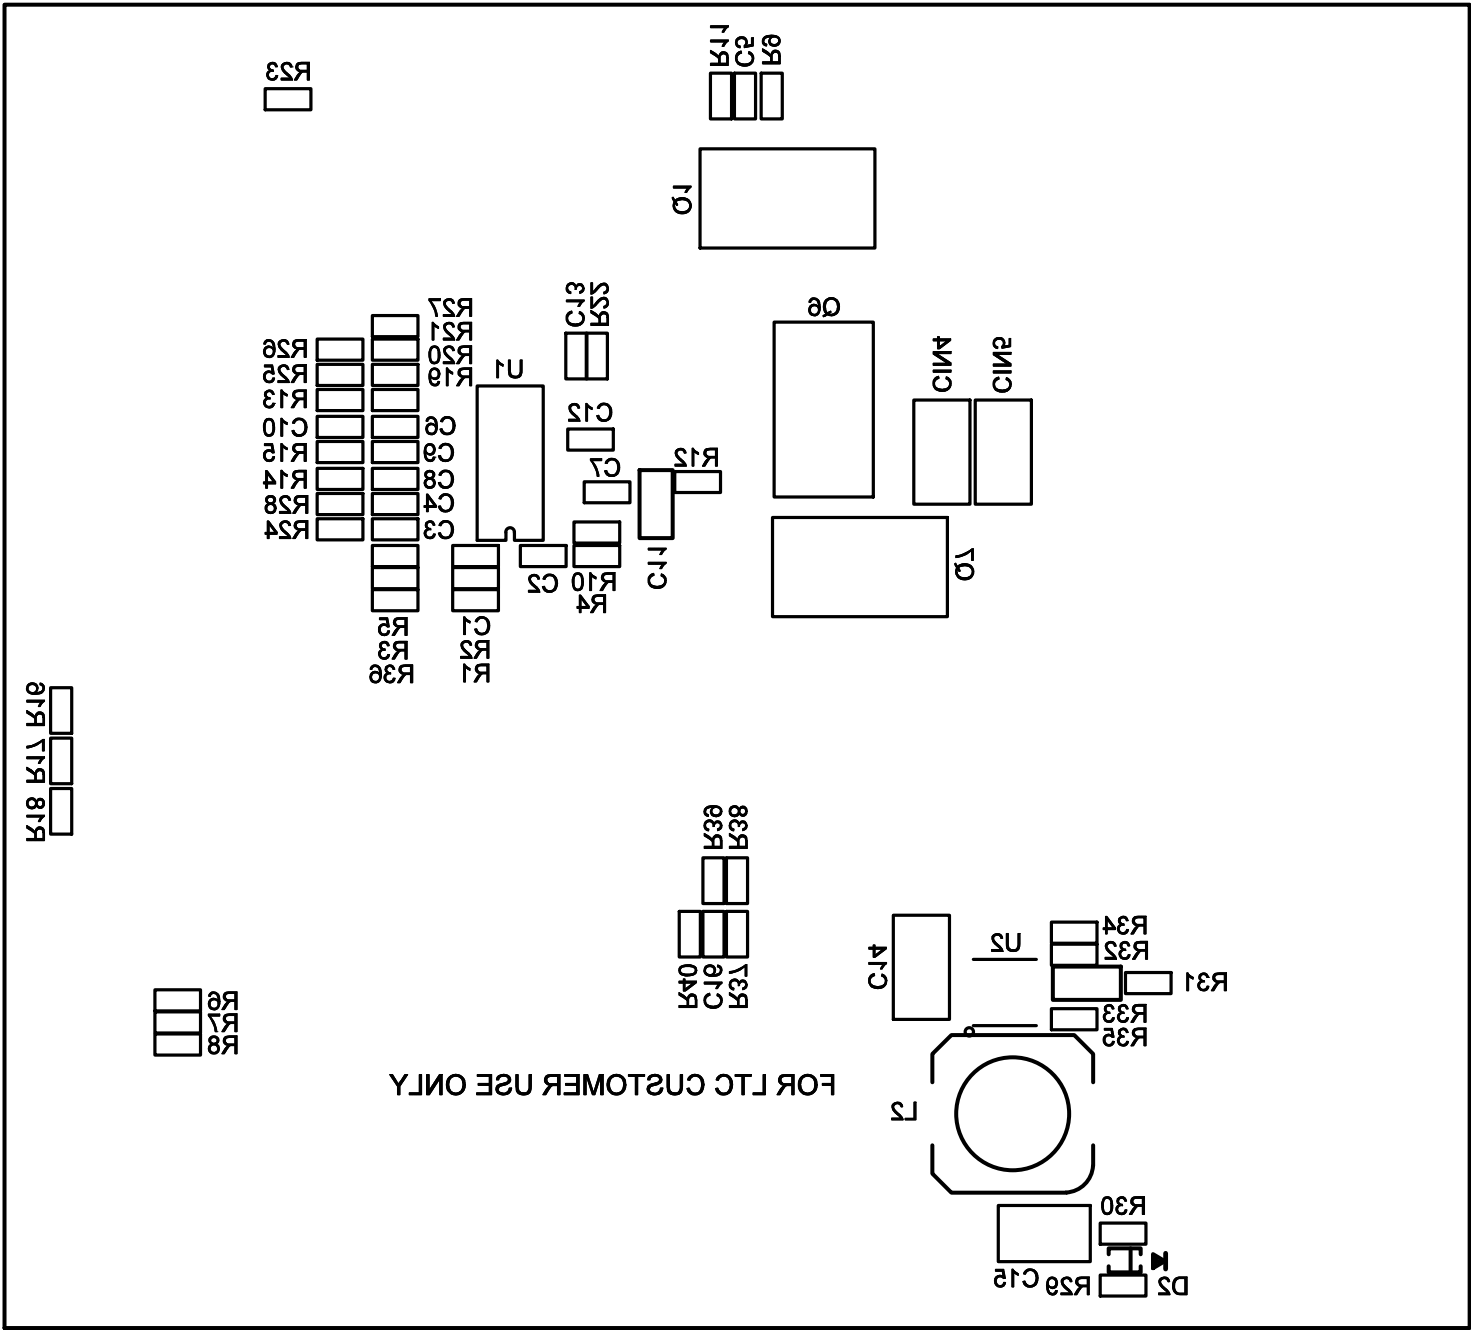 R11
C5
R9
R23
Q1
C13
R22
Q6
R27
R21
R20
R19
R26
R25
R13
C10
R15
R14
R28
R24
C6
C9
C8
C4
C3
U1
C12
C7
R12
C11
CIN4
CIN5
Q7
C2
R10
R4
R5
R3
R36
C1
R2
R1
R16
R17
R18
R39
R38
R40
C16
R37
C14
U2
R34
R32
R31
R33
R35
R6
R7
R8
FOR LTC CUSTOMER USE ONLY
L2
R30
C15
R29
D2